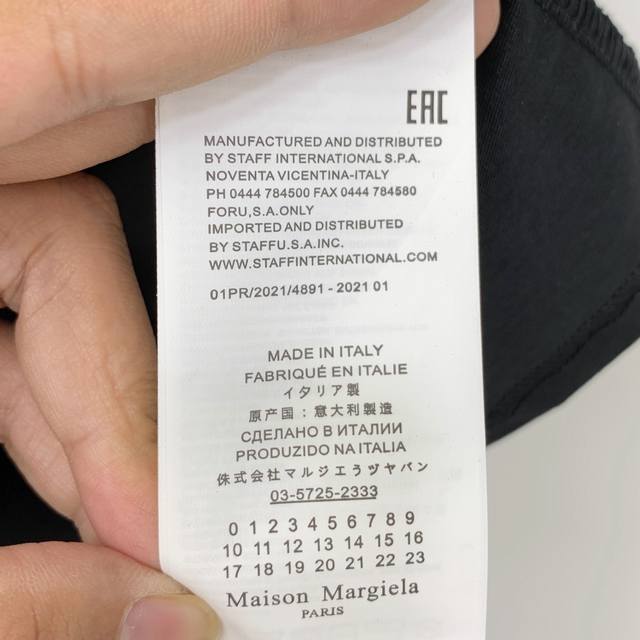 EAC
MANUFACTURED AND DISTRIBUTED
BY STAFF INTERNATIONAL S.P.A.
NOVENTA VICENTINA-ITALY
PH 0444 784500 FAX 0444 784580
FORU,S.A.ONLY
IMPORTED AND DISTRIBUTED
BY STAFFU.S.A.INC.
WWW.STAFFINTERNATIONAL.COM
01PR/2021/4891 - 2021 01
MADE IN ITALY
FABRIQUÉ EN ITALIE
イタリア製
原产国：意大利製造
СДЕЛАНО В ИТАЛИИ
PRODUZIDO NA ITALIA
侏式会社マルジエラヅヤパン
03-5725-2333
0 1 2 3 4 5 6 7 8 9
10 11 12 13 14 15 16
17 18 19 20 21 22 23
Maison Margiela
PARIS